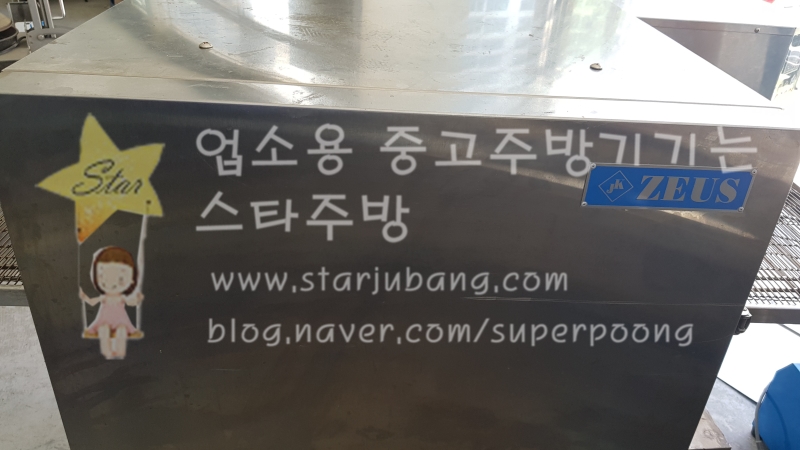 Star
업소용 중고주방기기는
스타주방
JK ZEUS
www.starjubang.com
blog.naver.com/superpoong